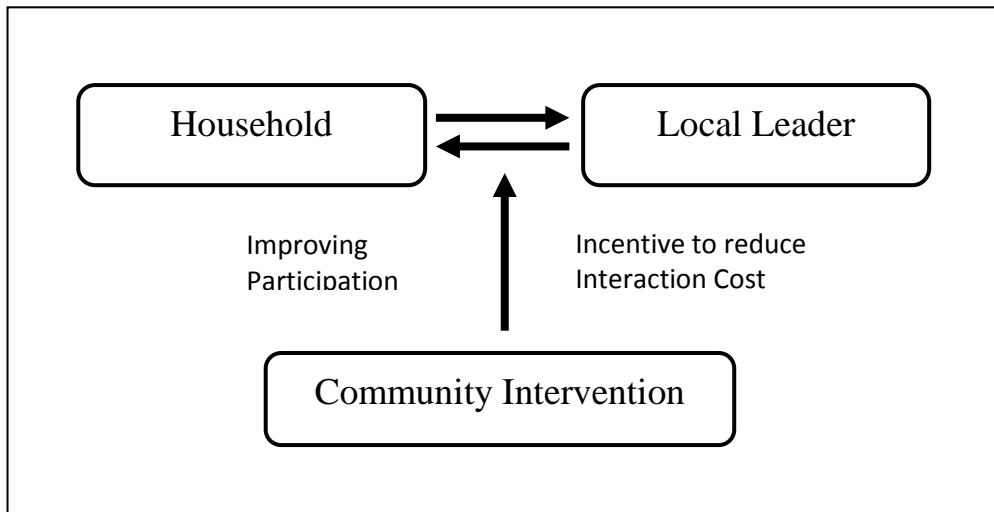 Household
Local Leader
Improving
Participation
Incentive to reduce
Interaction Cost
Community Intervention